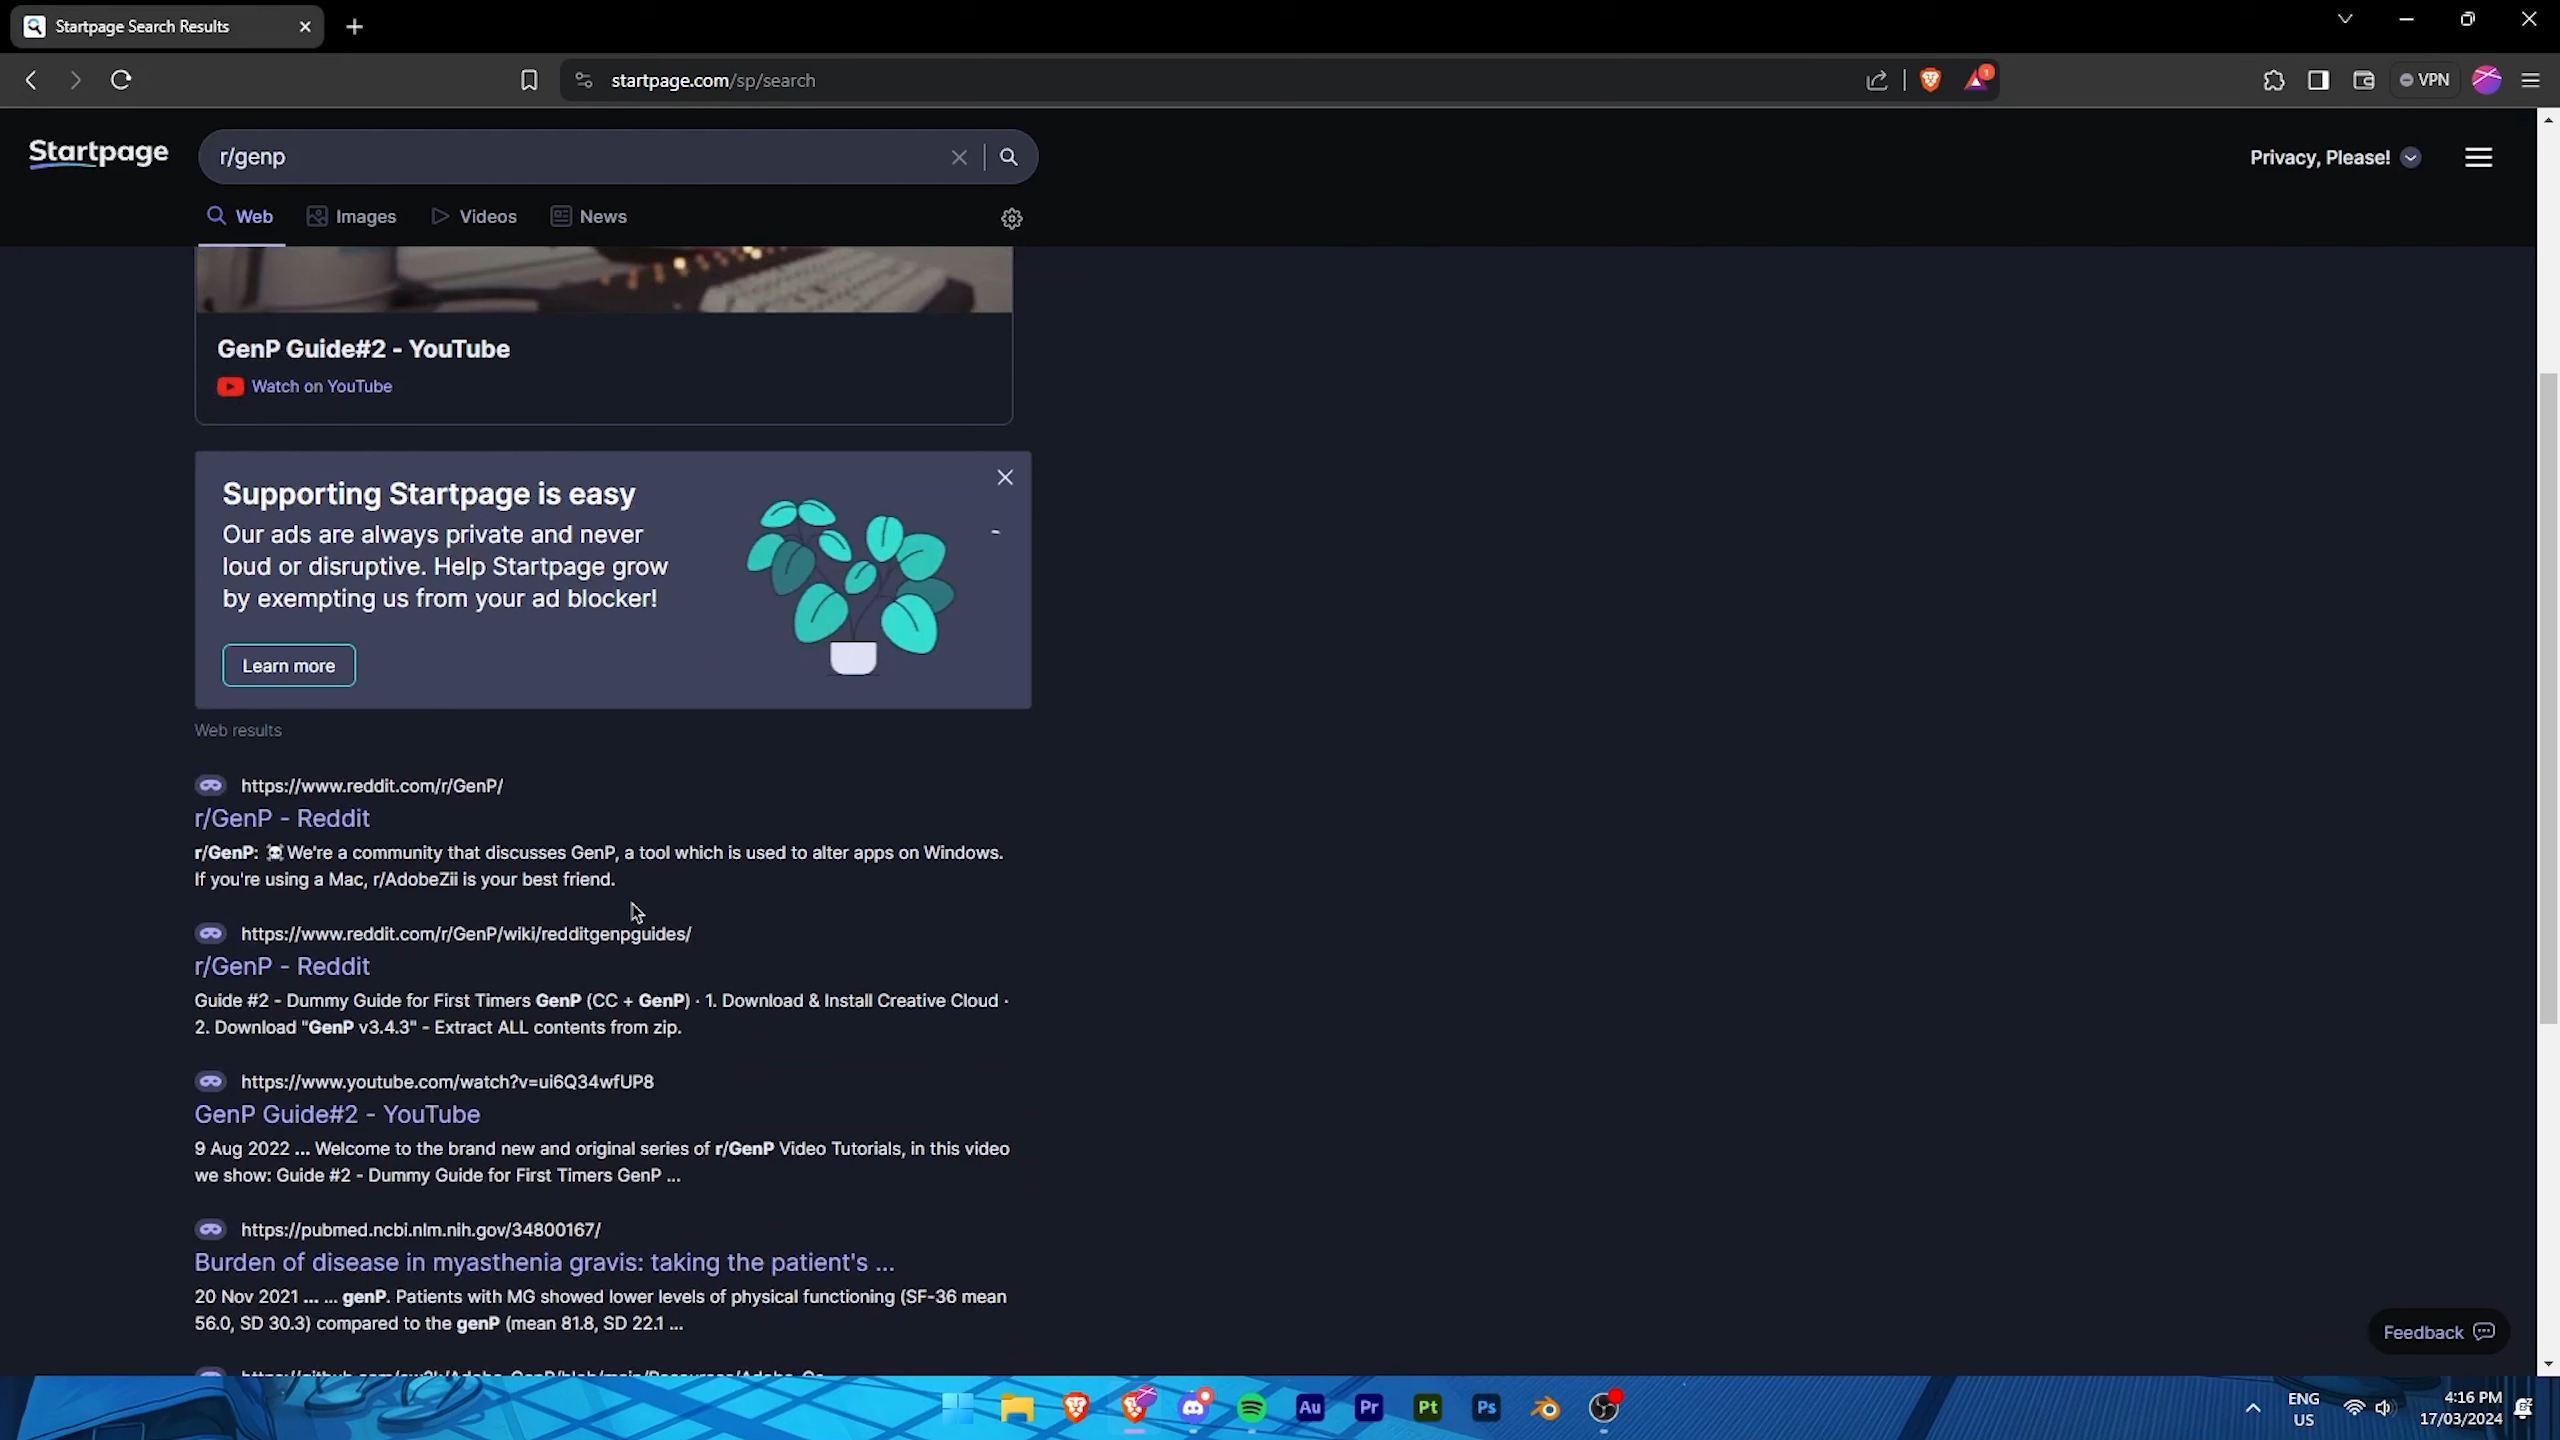 Startpage Search Results
startpage.com/sp/search
1
VPN
Startpage
r/genp
Privacy, Please!
Web
Images
Videos
News
GenP Guide#2 - YouTube
Watch on YouTube
Supporting Startpage is easy
Our ads are always private and never
loud or disruptive. Help Startpage grow
by exempting us from your ad blocker!
Learn more
Web results
https://www.reddit.com/r/GenP/
r/GenP - Reddit
r/GenP: ☠️We're a community that discusses GenP, a tool which is used to alter apps on Windows.
If you're using a Mac, r/AdobeZii is your best friend.
https://www.reddit.com/r/GenP/wiki/redditgenpguides/
r/GenP - Reddit
Guide #2 - Dummy Guide for First Timers GenP (CC + GenP) · 1. Download & Install Creative Cloud ·
2. Download "GenP v3.4.3" - Extract ALL contents from zip.
https://www.youtube.com/watch?v=ui6Q34wfUP8
GenP Guide#2 - YouTube
9 Aug 2022 ... Welcome to the brand new and original series of r/GenP Video Tutorials, in this video
we show: Guide #2 - Dummy Guide for First Timers GenP ...
https://pubmed.ncbi.nlm.nih.gov/34800167/
Burden of disease in myasthenia gravis: taking the patient's ...
20 Nov 2021 ... ... genP. Patients with MG showed lower levels of physical functioning (SF-36 mean
56.0, SD 30.3) compared to the genP (mean 81.8, SD 22.1 ...
Feedback
Au
Pr
Pt
Ps
ENG
US
4:16 PM
17/03/2024